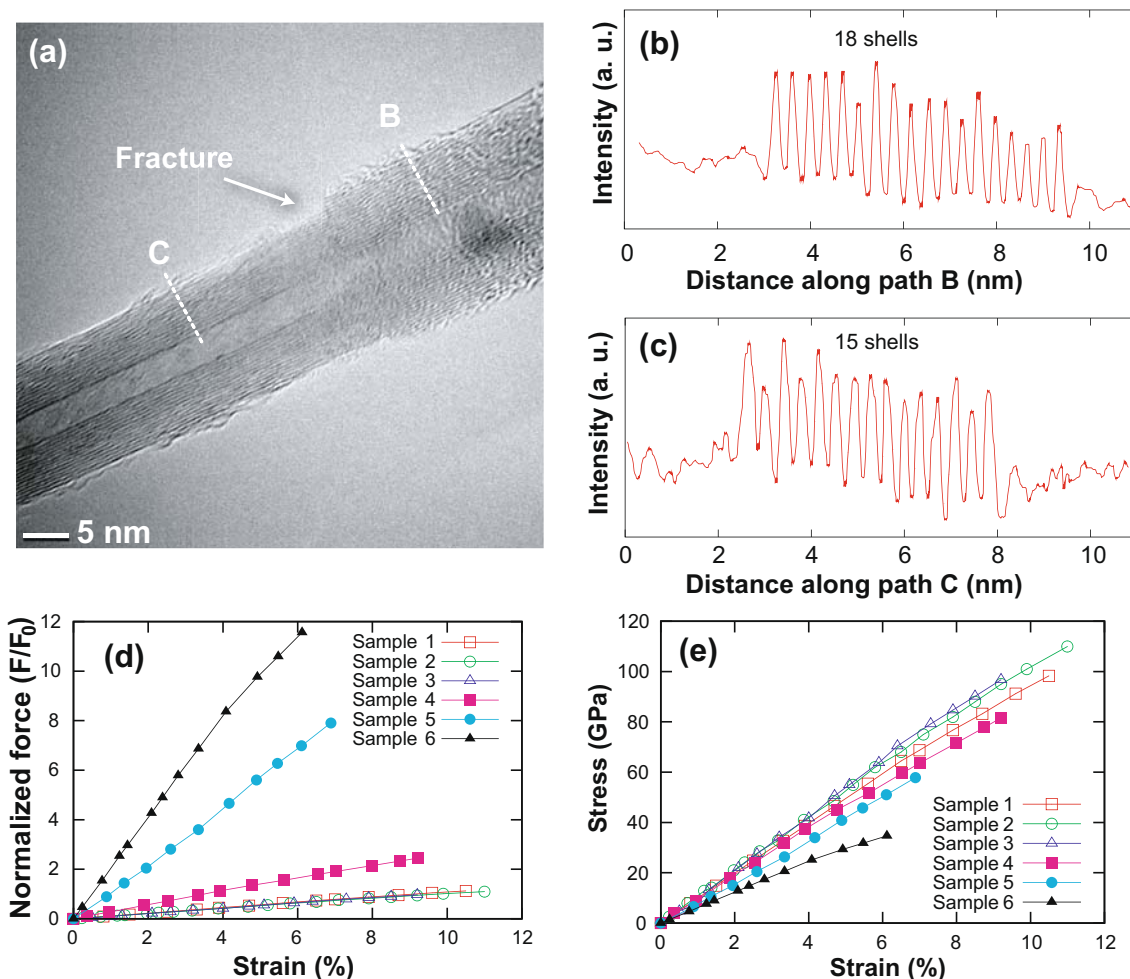 (a)
B
Fracture
C
5 nm
(b)
18 shells
Intensity (a. u.)
0 2 4 6 8 10
Distance along path B (nm)
(c)
15 shells
Intensity (a. u.)
0 2 4 6 8 10
Distance along path C (nm)
(d)
Normalized force (F/F0)
12
10
8
6
4
2
0
0 2 4 6 8 10 12
Strain (%)
Sample 1
Sample 2
Sample 3
Sample 4
Sample 5
Sample 6
(e)
Stress (GPa)
120
100
80
60
40
20
0
0 2 4 6 8 10 12
Strain (%)
Sample 1
Sample 2
Sample 3
Sample 4
Sample 5
Sample 6